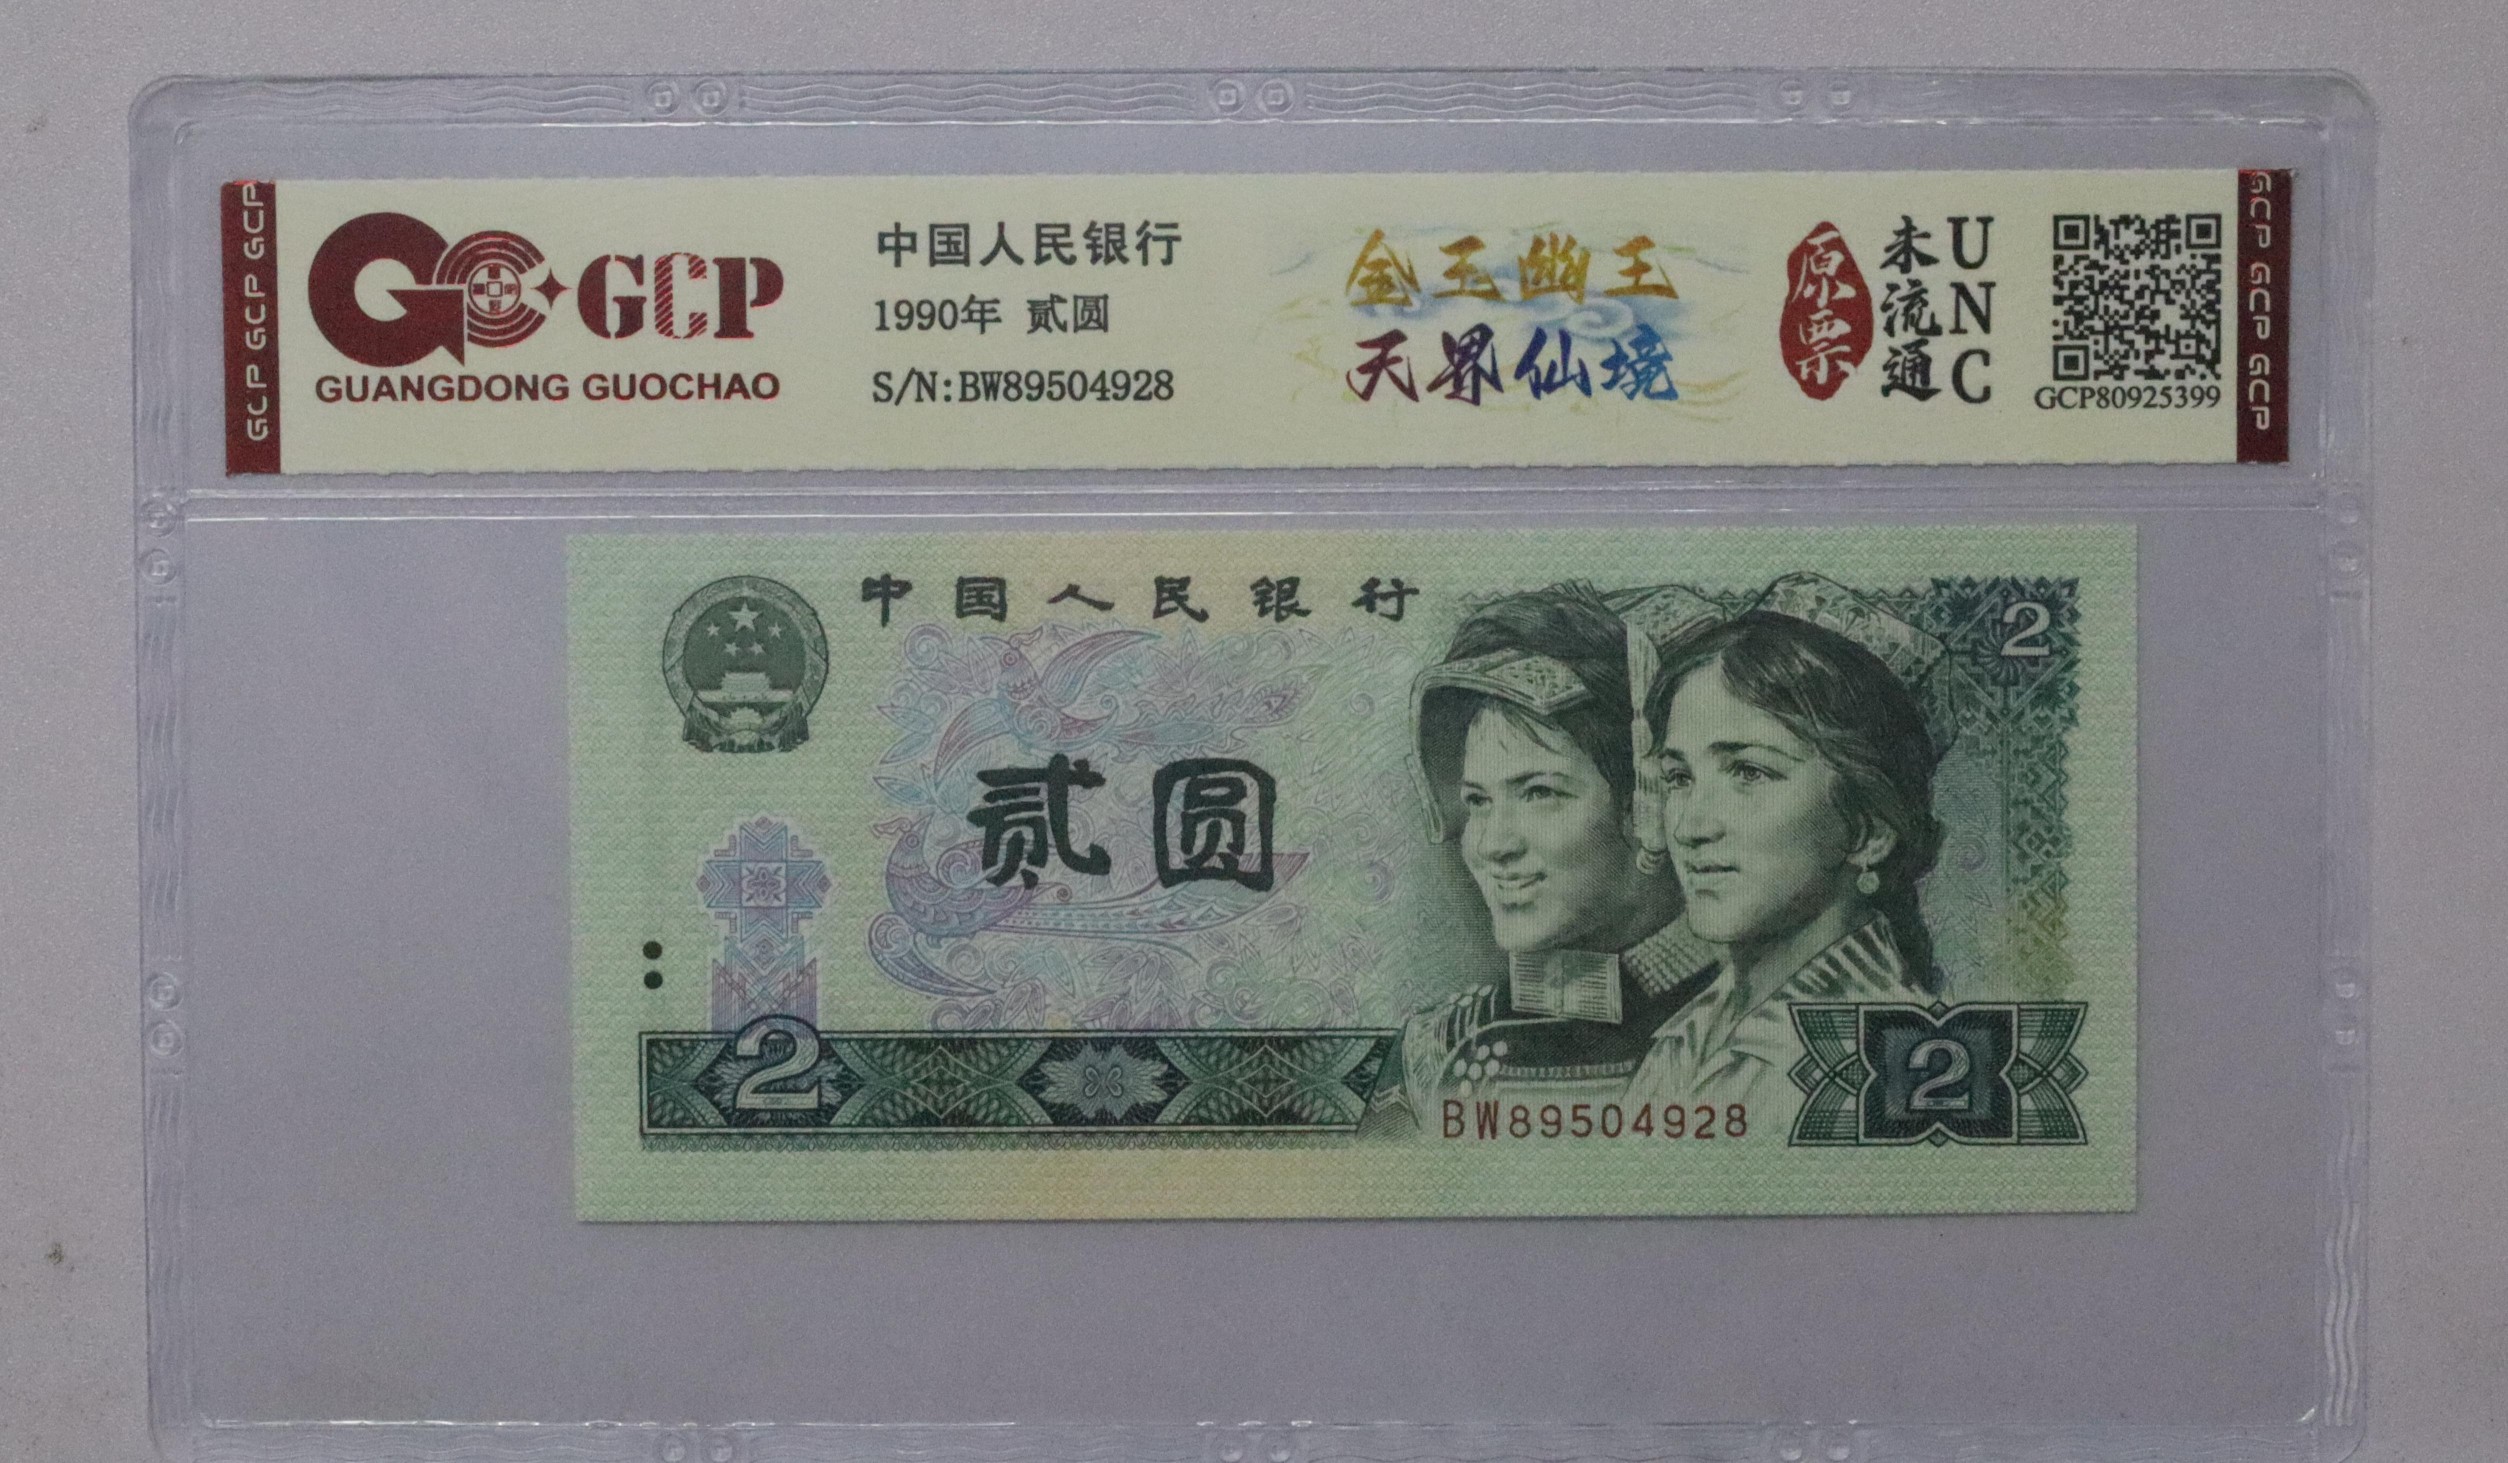 GCP GCP GCP
GCP
GUANGDONG GUOCHAO
中国人民银行
1990年 贰圆
S/N:BW89504928
金玉幽王
天界仙境
原票
未流通
UNC
GCP80925399
GCP GCP GCP
中国人民银行
2
贰圆
2
2
BW89504928